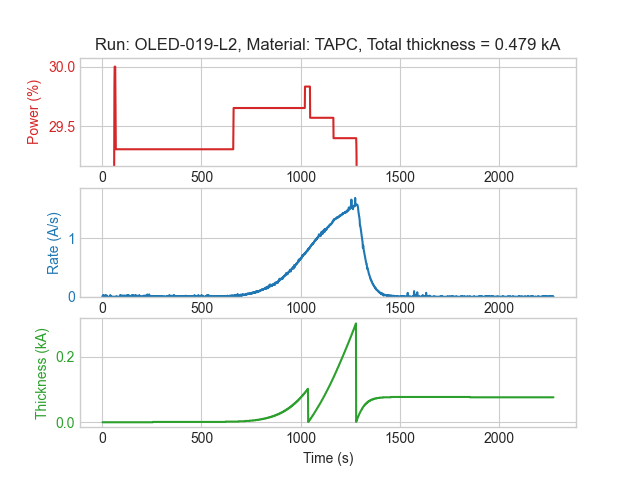 Run: OLED-019-L2, Material: TAPC, Total thickness = 0.479 kA
Power (%)
30.0
29.5
0 500 1000 1500 2000
Rate (A/s)
1
0
0 500 1000 1500 2000
Thickness (kA)
0.2
0.0
0 500 1000 1500 2000
Time (s)